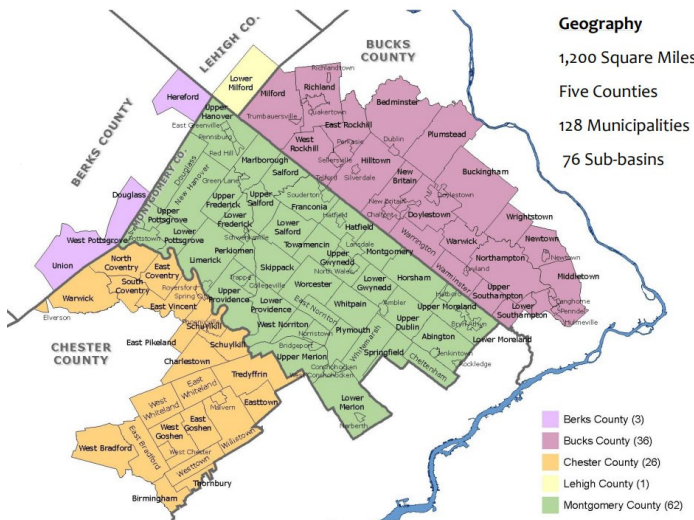 Geography
1,200 Square Miles
Five Counties
128 Municipalities
76 Sub-basins
LEHIGH CO.
BUCKS
COUNTY
BERKS COUNTY
MONTGOMERY CO.
CHESTER
COUNTY
Lower
Milford
Hereford
Milford
Richlandtown
Richland
Quakertown
Trumbauersville
East Rockhill
West
Rockhill
Bedminster
Plumstead
Dublin
Perkasie
Sellersville
Hilltown
Telford
Silverdale
New
Britain
New Britain
Chalfont
Doylestown
Doylestown
Buckingham
Wrightstown
Warrington
Warwick
Warminster
Ivyland
Northampton
Newtown
Newtown
Middletown
Langhorne
Penndel
Hulmeville
Upper
Southampton
Lower
Southampton
Upper
Hanover
East Greenville
Pennsburg
Red Hill
Marlborough
Green Lane
Salford
Douglass
New Hanover
Upper
Frederick
Upper
Salford
Souderton
Franconia
Lower
Frederick
Lower
Salford
Hatfield
Hatfield
Schwenksville
Perkiomen
Towamencin
Lansdale
Montgomery
Upper
Pottsgrove
Lower
Pottsgrove
Pottstown
West Pottsgrove
Douglass
Union
Limerick
Trappe
Collegeville
Skippack
Upper
Gwynedd
North Wales
Worcester
Lower
Gwynedd
Horsham
Hatboro
Ambler
Upper
Providence
Lower
Providence
East Norriton
West Norriton
Norristown
Whitpain
Upper Moreland
Bryn Athyn
Lower Moreland
Upper
Dublin
Abington
Jenkintown
Rockledge
Plymouth
Whitemarsh
Springfield
Cheltenham
Bridgeport
Upper Merion
Conshohocken
West Conshohocken
Lower
Merion
Narberth
North
Coventry
East
Coventry
South
Coventry
Warwick
Elverson
Royersford
Spring City
East Vincent
East Pikeland
Schuylkill
Schuylkill
Charlestown
Tredyffrin
East
Whiteland
West
Whiteland
Malvern
Easttown
East
Goshen
West
Goshen
West Chester
Willistown
West Bradford
East
Bradford
Westtown
Thornbury
Birmingham
Berks County (3)
Bucks County (36)
Chester County (26)
Lehigh County (1)
Montgomery County (62)